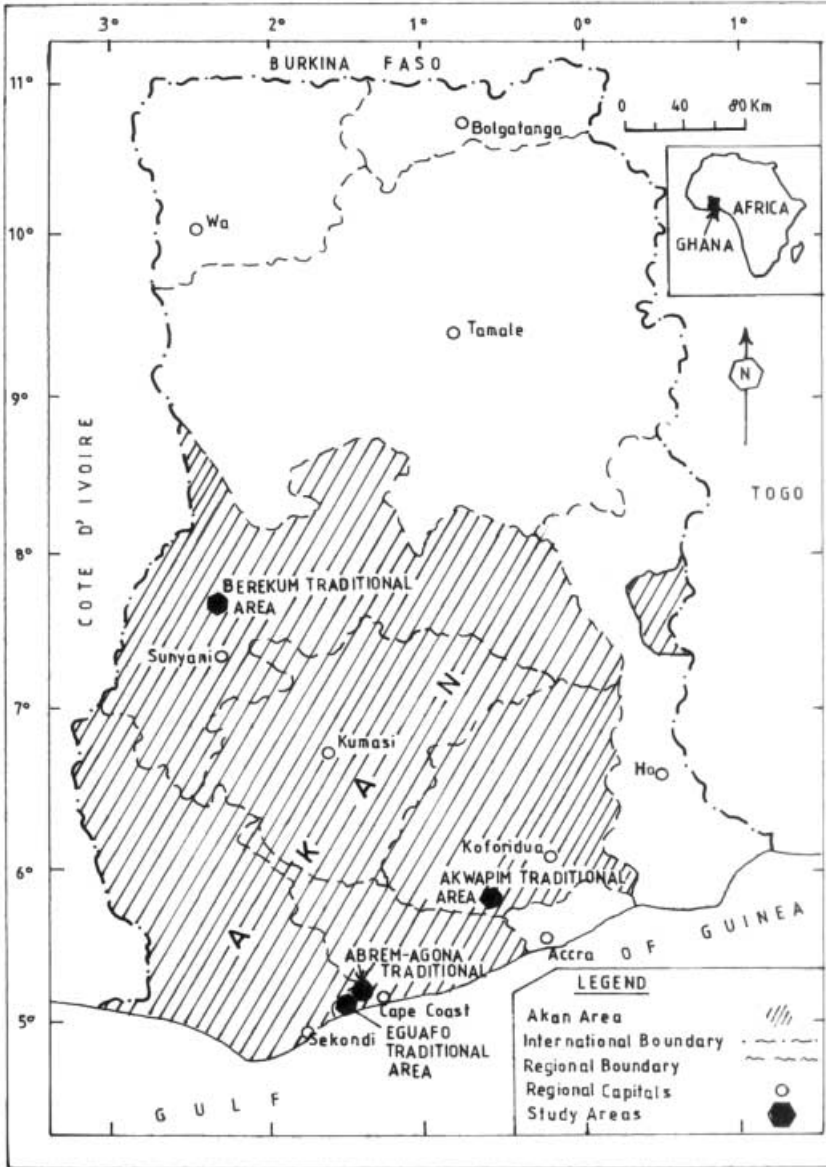 3° 2° 1° 0° 1°
BURKINA FASO
11°
0 40 80 Km
Bolgatanga
AFRICA
GHANA
Wa
10°
Tamale
N
9°
COTE D'IVOIRE
TOGO
8°
BEREKUM TRADITIONAL
AREA
Sunyani
7°
Kumasi
Ho
AKAN
Koforidua
6°
AKWAPIM TRADITIONAL
AREA
Accra
GULF OF GUINEA
ABREM-AGONA
TRADITIONAL
Cape Coast
5°
Sekondi
EGUAFO
TRADITIONAL
AREA
LEGEND
Akan Area
International Boundary
Regional Boundary
Regional Capitals
Study Areas